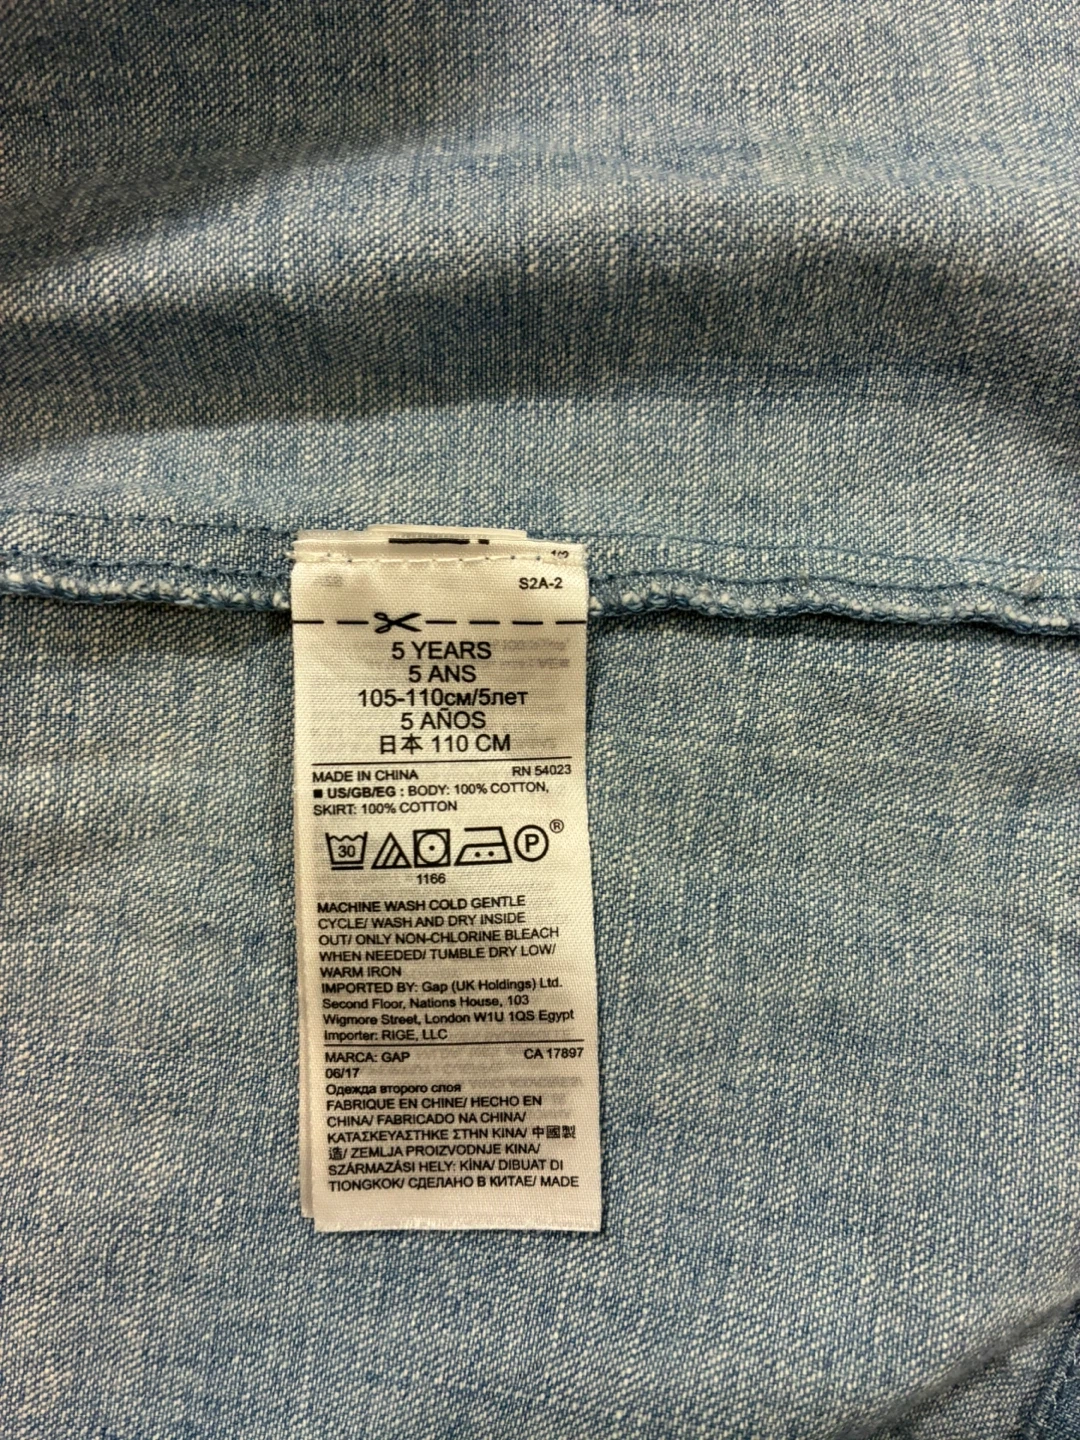 S2A-2
5 YEARS
5 ANS
105-110см/5лет
5 AÑOS
日本 110 CM
MADE IN CHINA RN 54023
■ US/GB/EG : BODY: 100% COTTON,
SKIRT: 100% COTTON
30 P ®
1166
MACHINE WASH COLD GENTLE
CYCLE/ WASH AND DRY INSIDE
OUT/ ONLY NON-CHLORINE BLEACH
WHEN NEEDED/ TUMBLE DRY LOW/
WARM IRON
IMPORTED BY: Gap (UK Holdings) Ltd.
Second Floor, Nations House, 103
Wigmore Street, London W1U 1QS Egypt
Importer: RIGE, LLC
MARCA: GAP CA 17897
06/17
Одежда второго слоя
FABRIQUE EN CHINE/ HECHO EN
CHINA/ FABRICADO NA CHINA/
ΚΑΤΑΣΚΕΥΑΣΤΗΚΕ ΣΤΗΝ ΚΙΝΑ/ 中國製
造/ ZEMLJA PROIZVODNJE KINA/
SZÁRMAZÁSI HELY: KÍNA/ DIBUAT DI
TIONGKOK/ СДЕЛАНО В КИТАЕ/ MADE